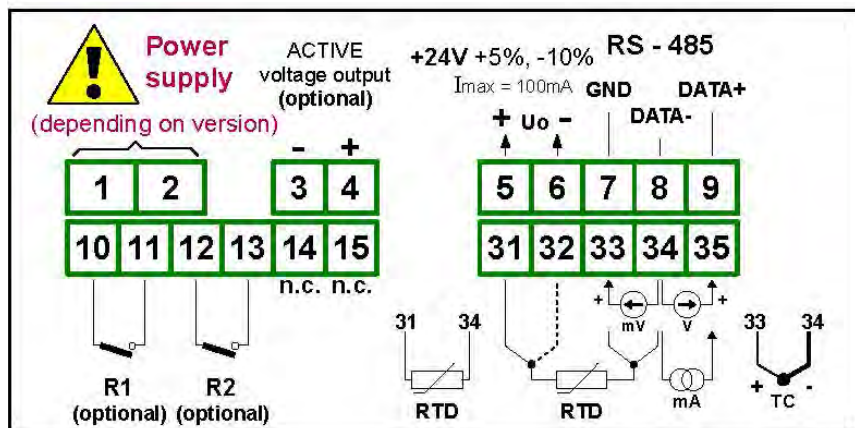 Power supply
(depending on version)
ACTIVE
voltage output
(optional)
- +
+24V +5%, -10%
Imax = 100mA
+ Uo -
RS - 485
GND
DATA-
DATA+
1 2 3 4 5 6 7 8 9
10 11 12 13 14 15 31 32 33 34 35
n.c. n.c.
R1
(optional)
R2
(optional)
31 34
RTD
RTD
+ mV
V +
mA
33 34
+ TC -